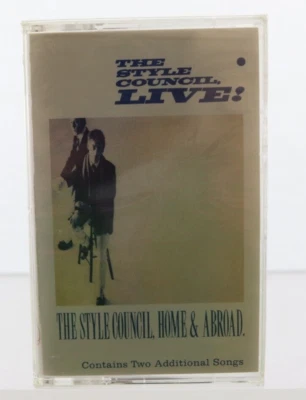 THE
STYLE
COUNCIL,
LIVE!
THE STYLE COUNCIL, HOME & ABROAD.
Contains Two Additional Songs